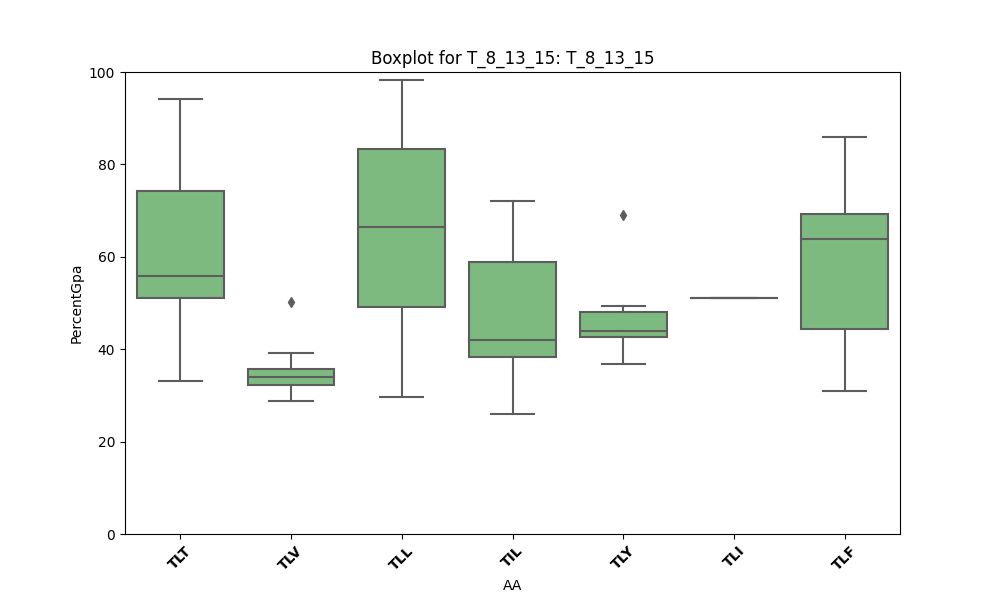 Boxplot for T_8_13_15: T_8_13_15
PercentGpa
100
80
60
40
20
0
TLT
TLV
TLL
TIL
TLY
TLI
TLF
AA